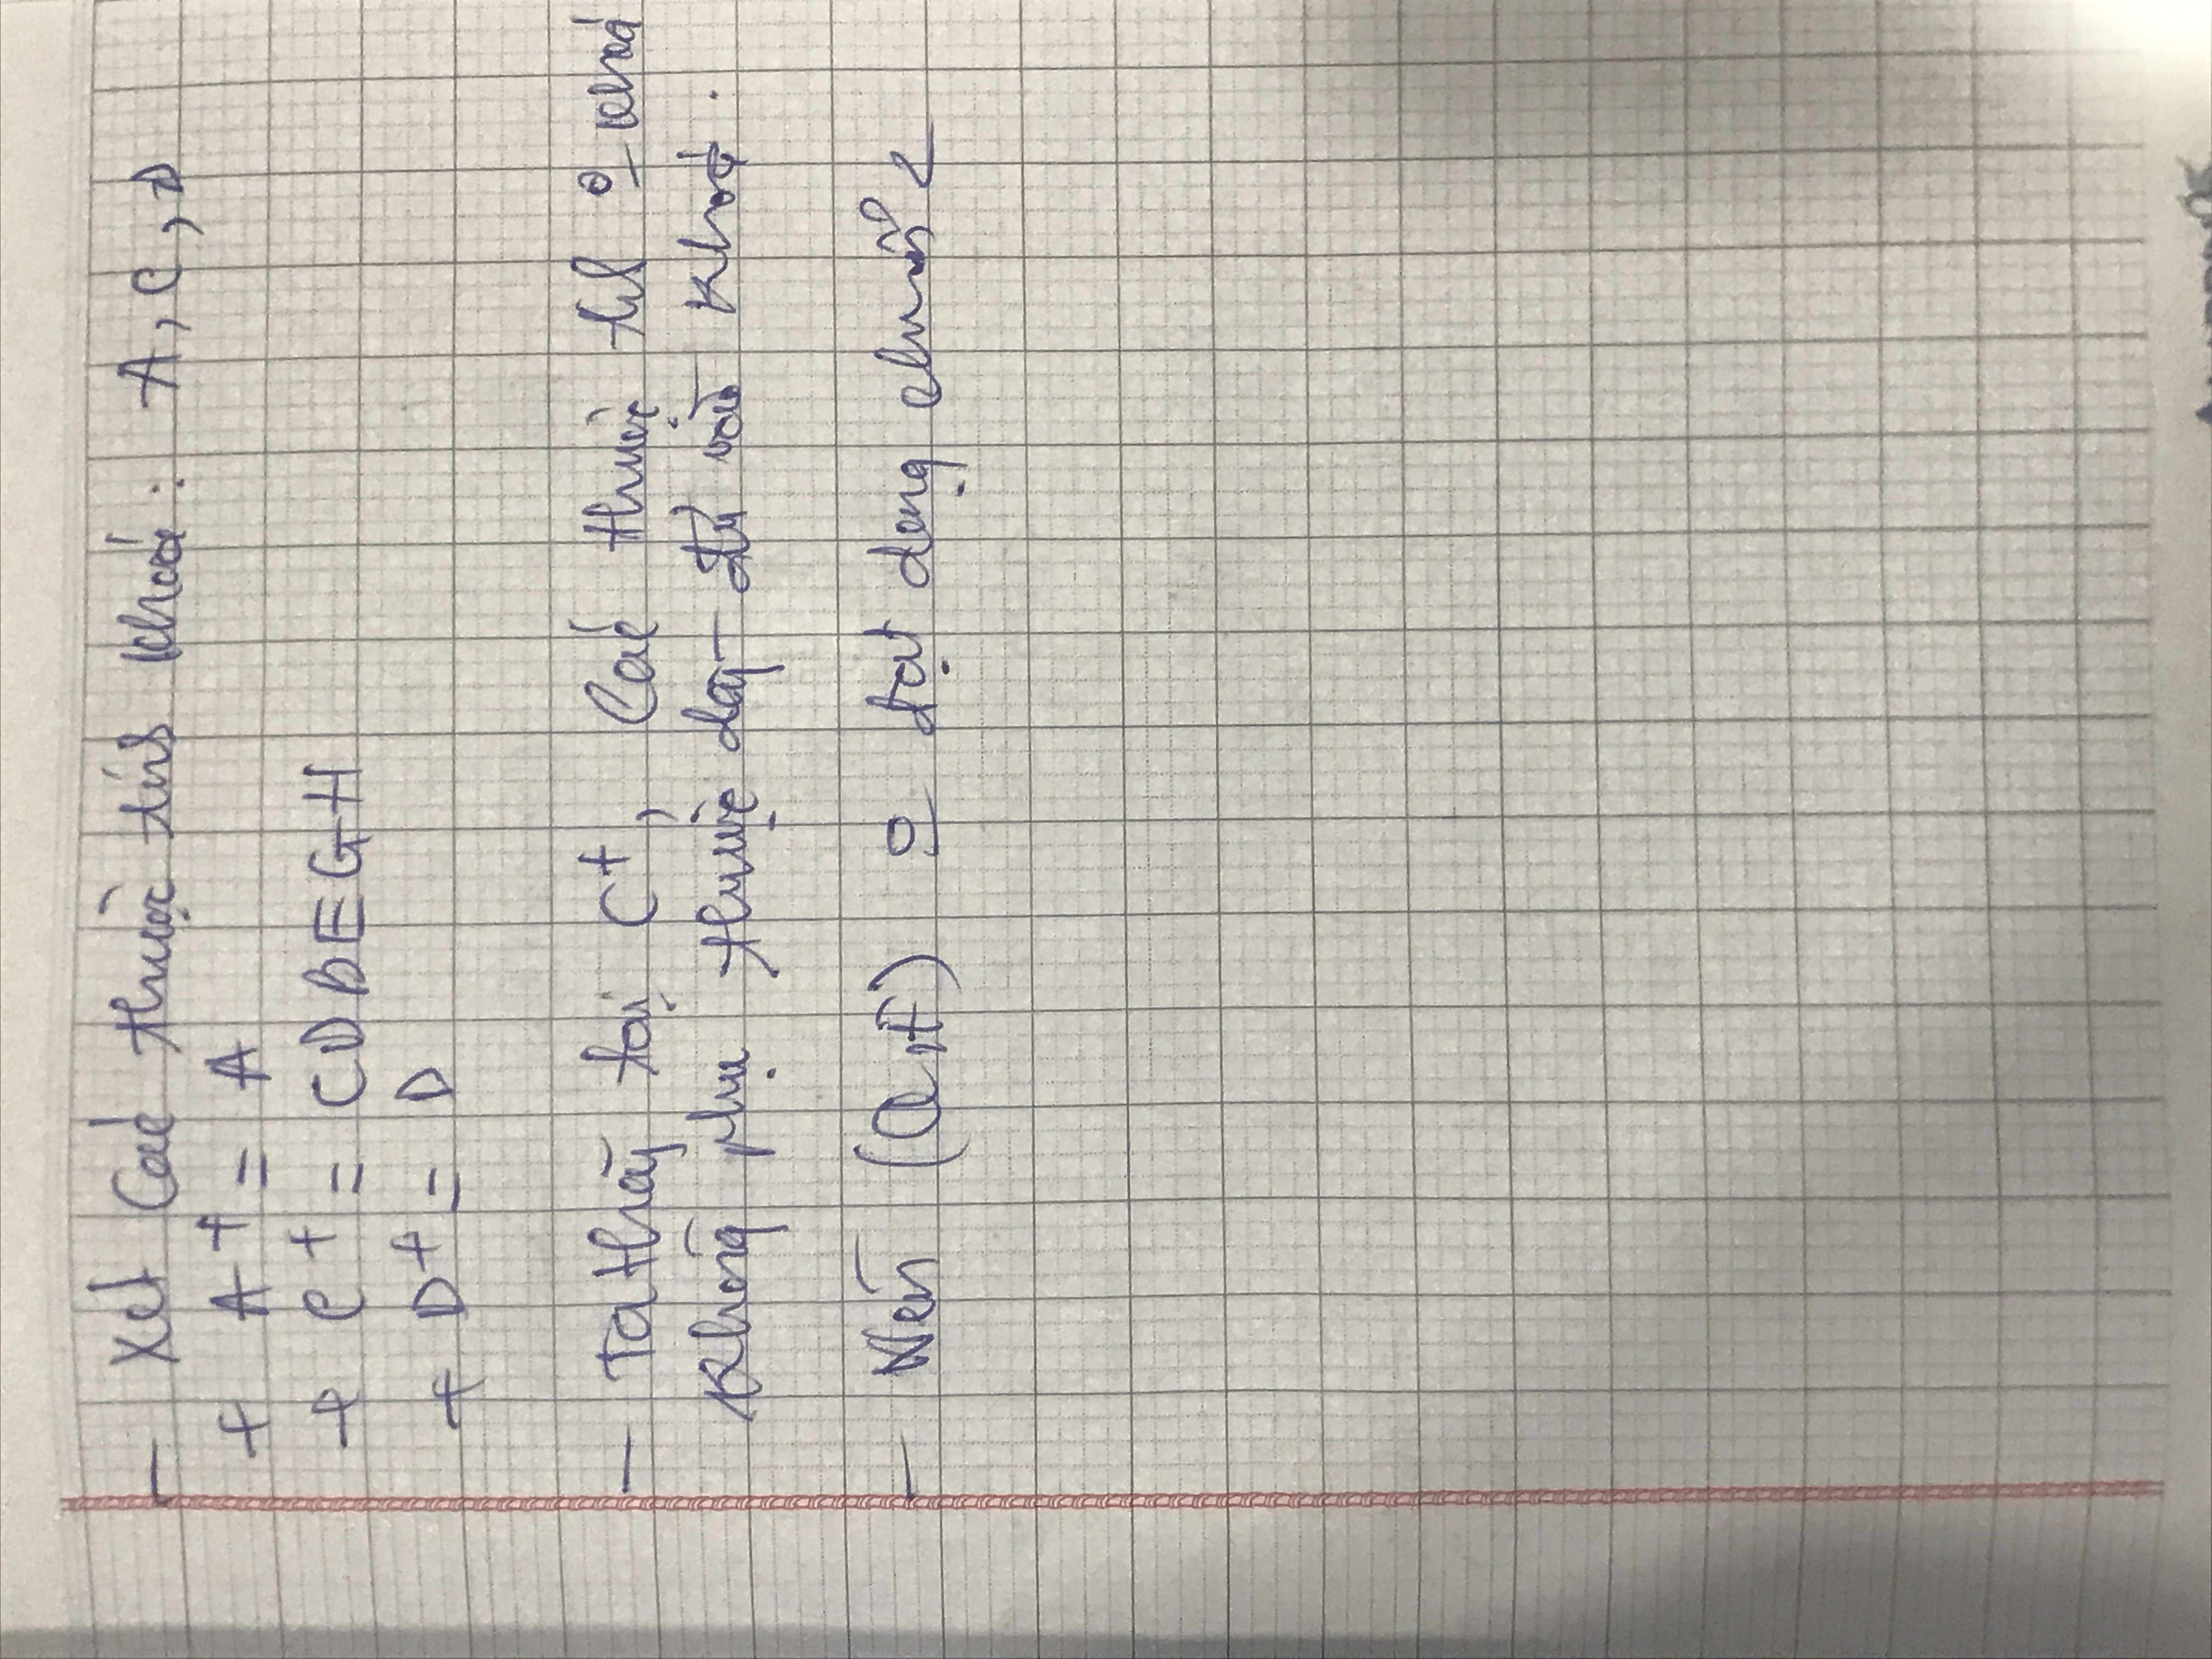 - Xét các thuộc tính khoá: A, C, D
+ A⁺ = A
+ C⁺ = CDBEGH
+ D⁺ = D
- Ta thấy tại C⁺, các thuộc tính o khoá
không phụ thuộc đầy đủ vào khoá.
- Nên (Q, F) o đạt dạng chuẩn 2